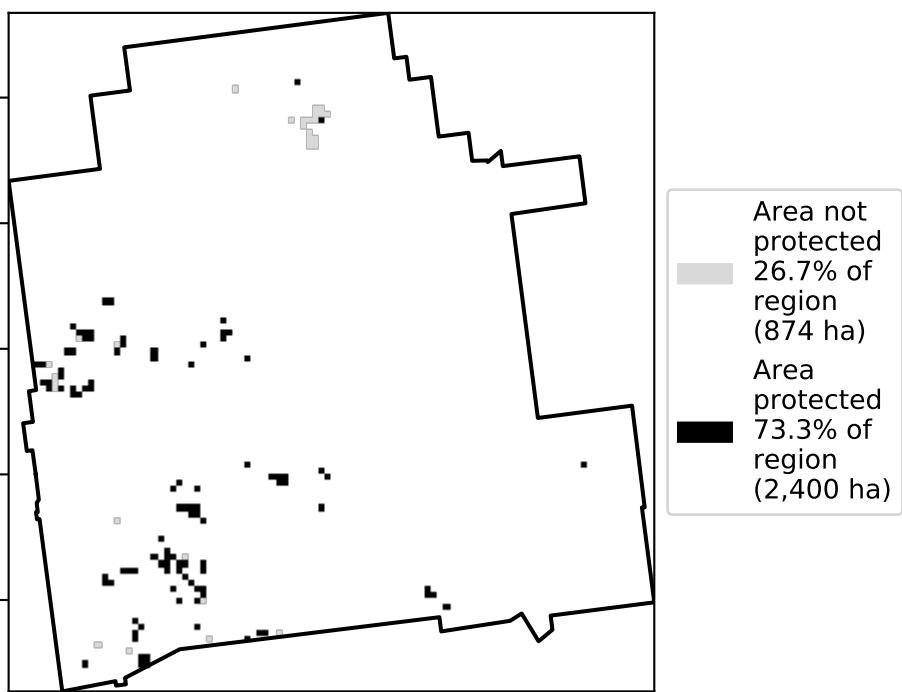 Area not
protected
26.7% of
region
(874 ha)
Area
protected
73.3% of
region
(2,400 ha)